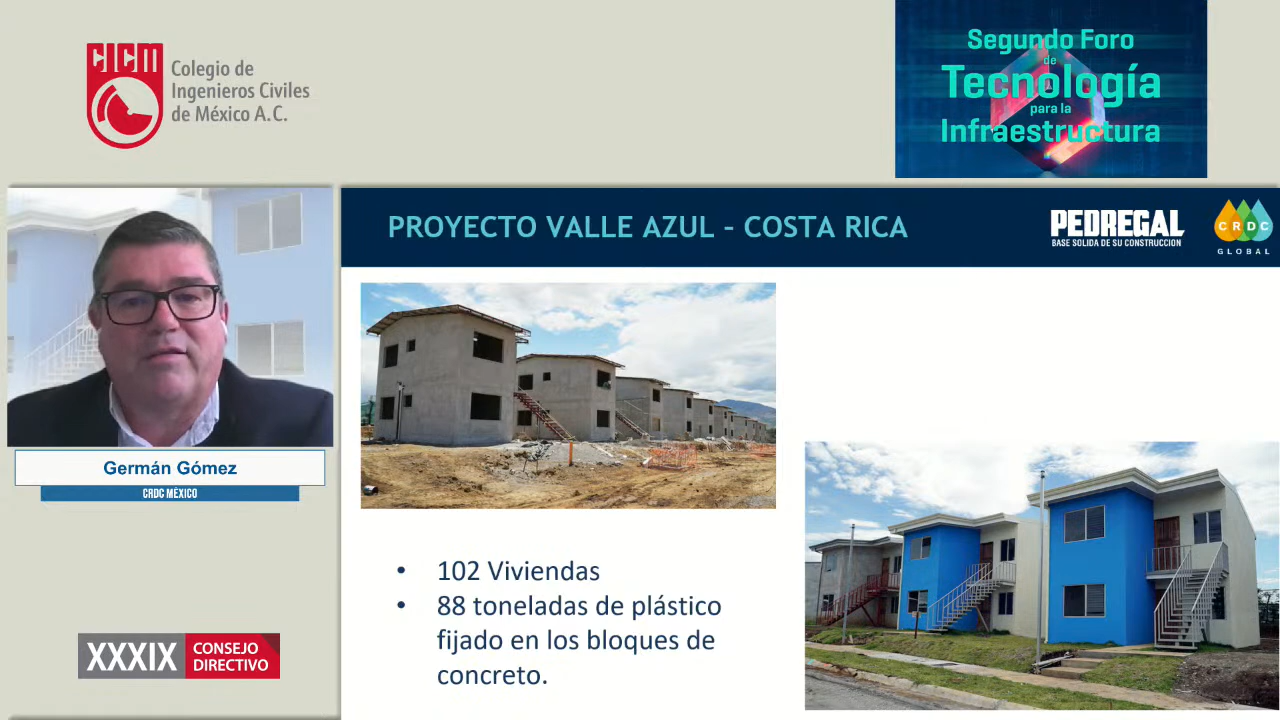 CICM
Colegio de
Ingenieros Civiles
de México A.C.
Segundo Foro
de
Tecnología
para la
Infraestructura
PROYECTO VALLE AZUL – COSTA RICA
PEDREGAL
BASE SOLIDA DE SU CONSTRUCCION
CRDC
GLOBAL
Germán Gómez
CRDC MÉXICO
• 102 Viviendas
• 88 toneladas de plástico
fijado en los bloques de
concreto.
XXXIX
CONSEJO
DIRECTIVO